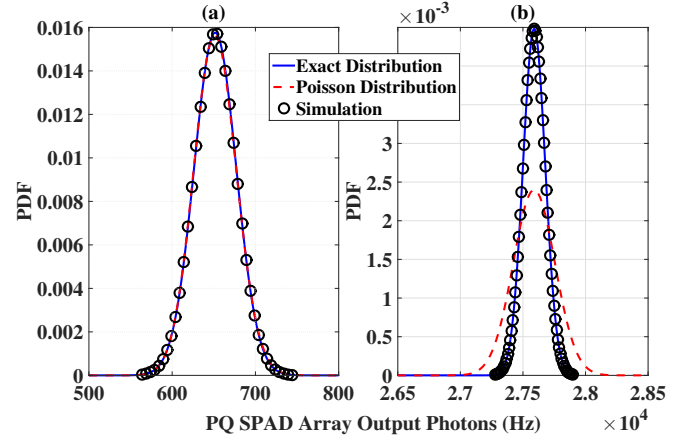 (a)
× 10⁻³ (b)
0.016
0.014
0.012
0.01
0.008
0.006
0.004
0.002
0
PDF
500 600 700 800
Exact Distribution
Poisson Distribution
Simulation
3
2.5
2
1.5
1
0.5
0
PDF
2.65 2.7 2.75 2.8 2.85
PQ SPAD Array Output Photons (Hz) × 10⁴